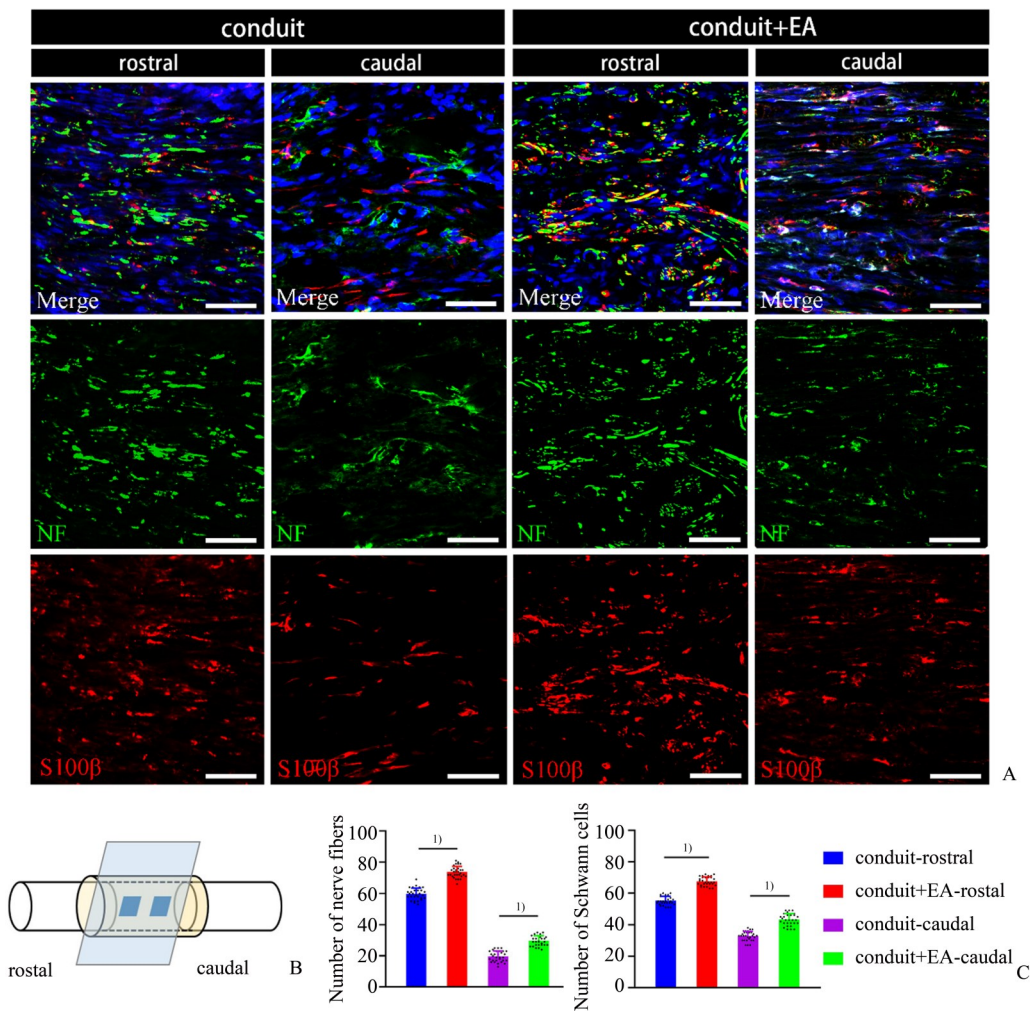 conduit
conduit+EA
rostral
caudal
rostral
caudal
Merge
Merge
Merge
Merge
NF
NF
NF
NF
S100β
S100β
S100β
S100β
A
rostal
caudal
B
Number of nerve fibers
100
80
60
40
20
0
1)
1)
Number of Schwann cells
100
80
60
40
20
0
1)
1)
conduit-rostral
conduit+EA-rostal
conduit-caudal
conduit+EA-caudal
C